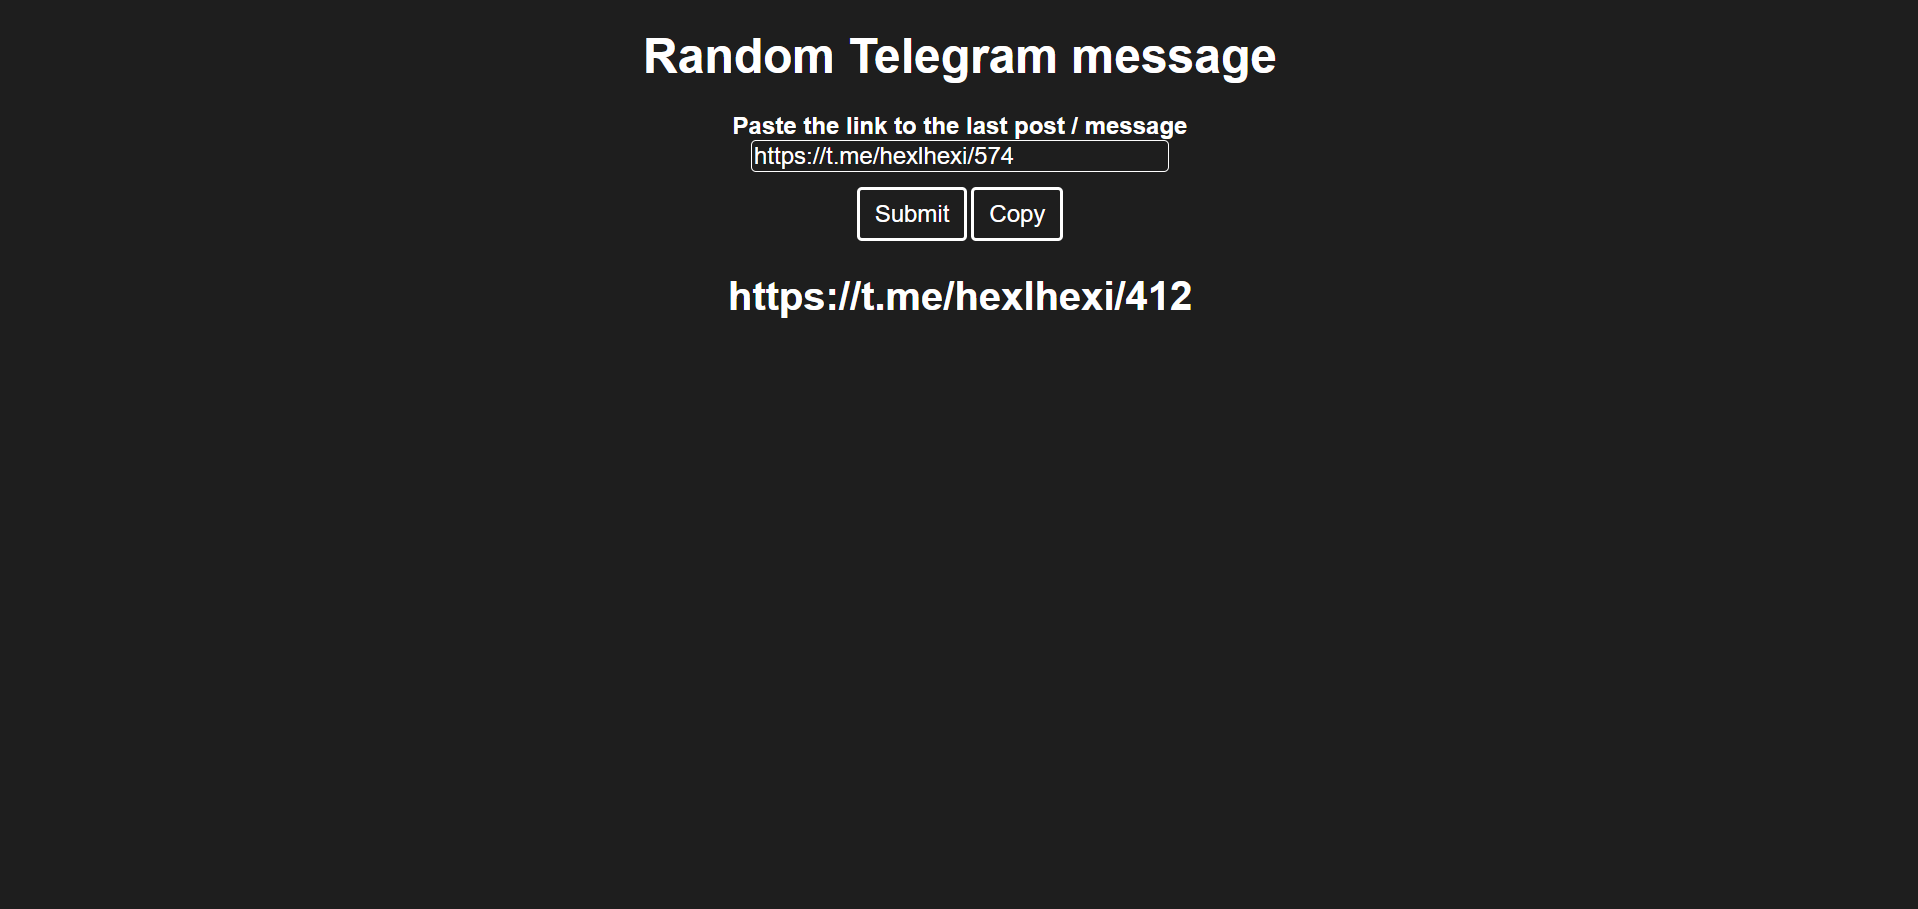 Random Telegram message
Paste the link to the last post / message
https://t.me/hexlhexi/574
Submit Copy
https://t.me/hexlhexi/412